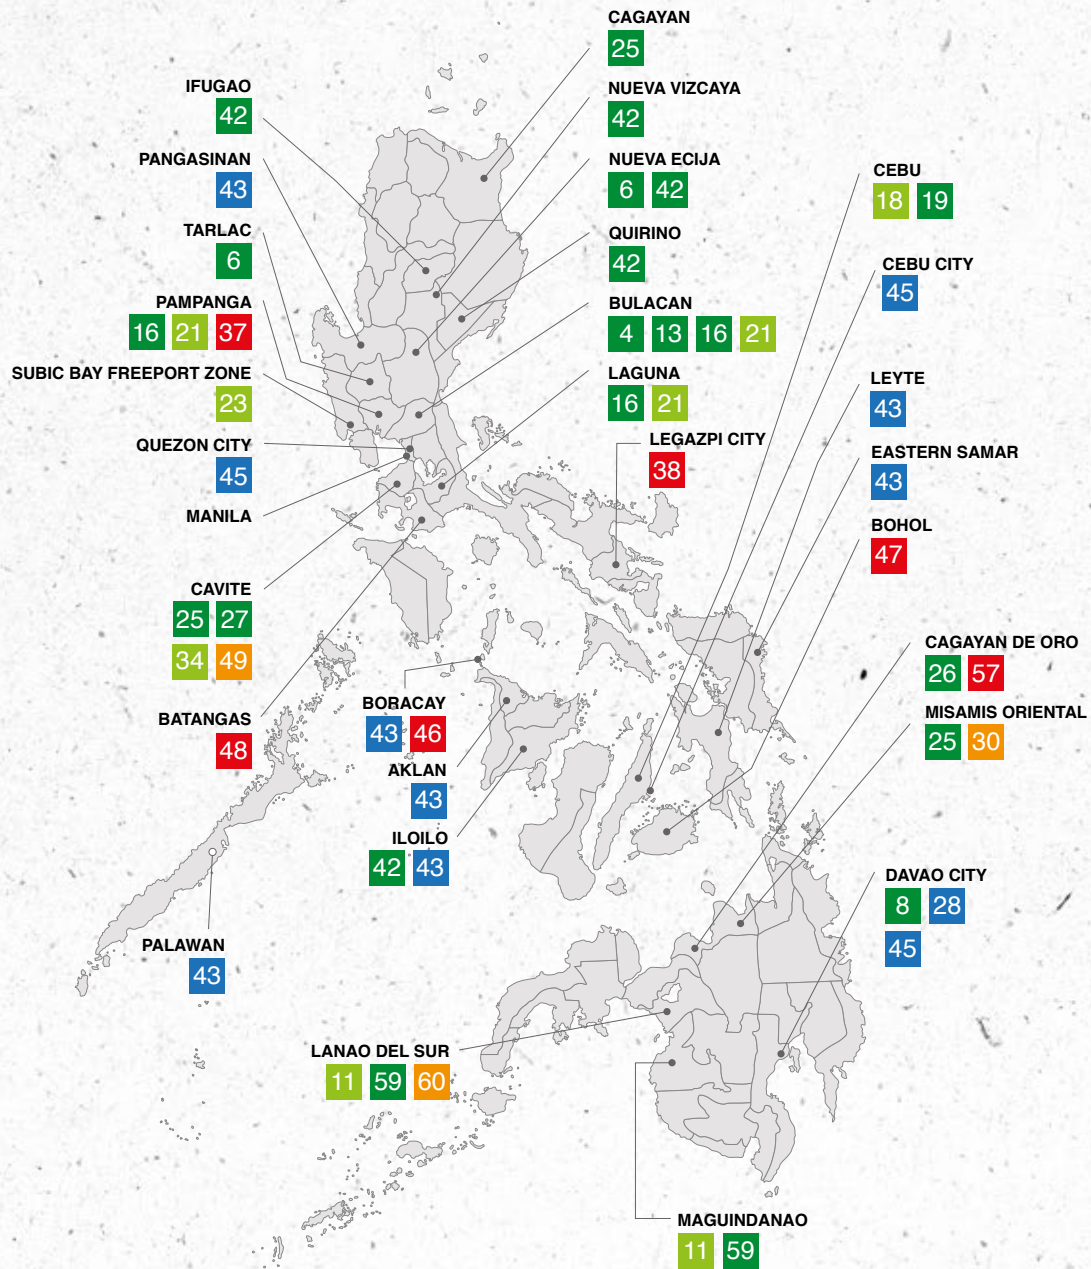 CAGAYAN
25
IFUGAO
42
NUEVA VIZCAYA
42
PANGASINAN
43
NUEVA ECIJA
6 42
CEBU
18 19
TARLAC
6
QUIRINO
42
CEBU CITY
45
PAMPANGA
16 21 37
BULACAN
4 13 16 21
SUBIC BAY FREEPORT ZONE
23
LAGUNA
16 21
LEYTE
43
QUEZON CITY
45
LEGAZPI CITY
38
EASTERN SAMAR
43
MANILA
BOHOL
47
CAVITE
25 27
34 49
CAGAYAN DE ORO
26 57
BATANGAS
48
BORACAY
43 46
MISAMIS ORIENTAL
25 30
AKLAN
43
ILOILO
42 43
DAVAO CITY
8 28
45
PALAWAN
43
LANAO DEL SUR
11 59 60
MAGUINDANAO
11 59